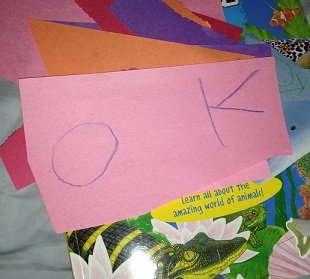 O K
Learn all about the
amazing world of animals!